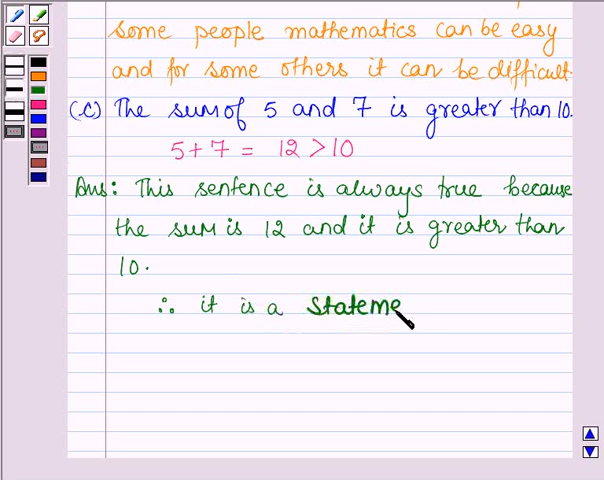 some people mathematics can be easy
and for some others it can be difficult.
(C) The sum of 5 and 7 is greater than 10.
5 + 7 = 12 > 10
Ans: This sentence is always true because
the sum is 12 and it is greater than
10.
∴ it is a Stateme